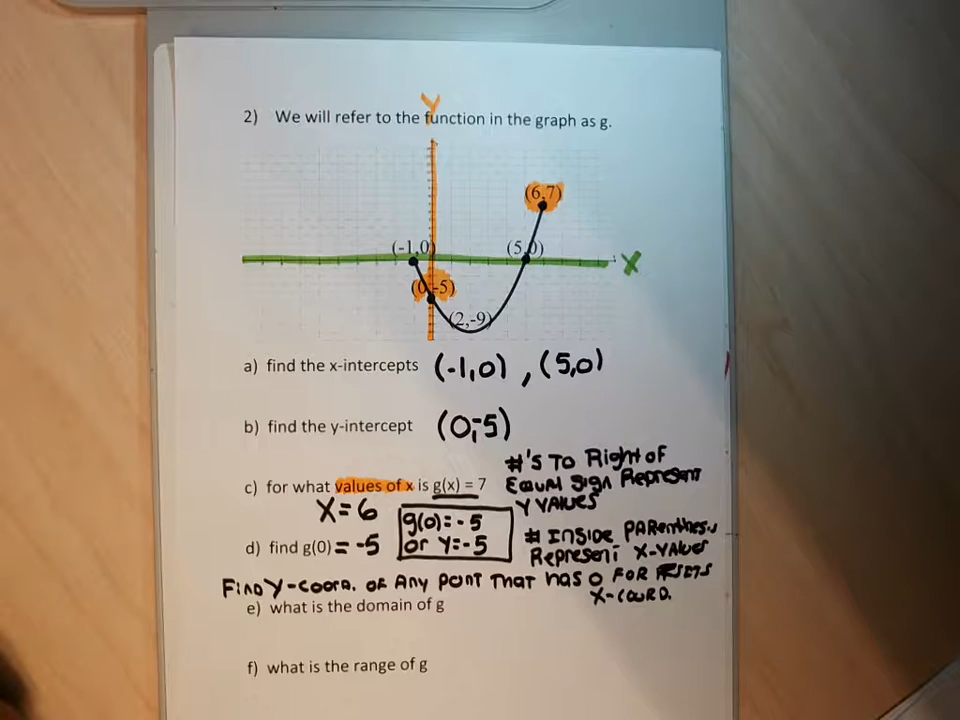 Y
2) We will refer to the function in the graph as g.
(6,7)
(-1,0) (5,0)
X
(0,-5)
(2,-9)
a) find the x-intercepts (-1,0) , (5,0)
b) find the y-intercept (0,-5)
#'s To Right of
Equal Sign Represent
Y VALUES
c) for what values of x is g(x) = 7
X=6
g(0)=-5
or y=-5
# INSIDE PARenthesis
Represent X-VALUES
d) find g(0) = -5
Find Y-coord. of Any point that has 0 FOR
X-COORD.
e) what is the domain of g
f) what is the range of g